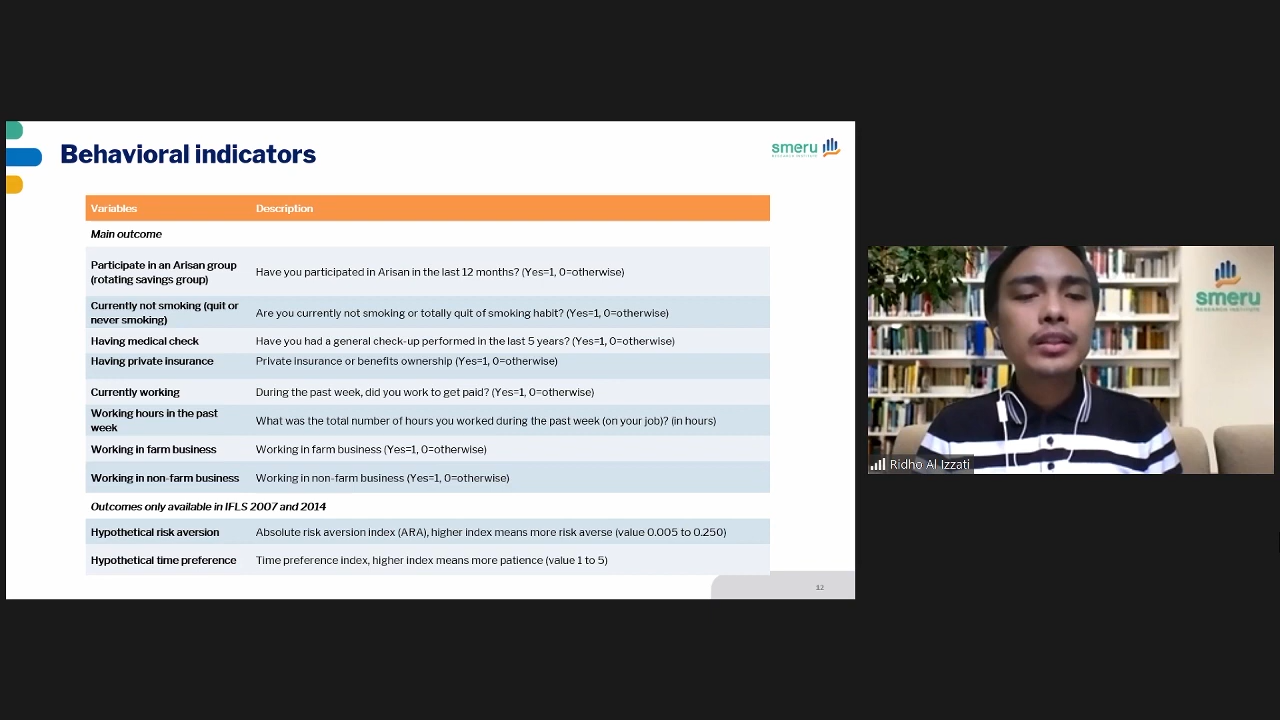 Behavioral indicators
smeru
RESEARCH INSTITUTE
Variables Description
Main outcome
Participate in an Arisan group
(rotating savings group)
Have you participated in Arisan in the last 12 months? (Yes=1, 0=otherwise)
Currently not smoking (quit or
never smoking)
Are you currently not smoking or totally quit of smoking habit? (Yes=1, 0=otherwise)
Having medical check Have you had a general check-up performed in the last 5 years? (Yes=1, 0=otherwise)
Having private insurance Private insurance or benefits ownership (Yes=1, 0=otherwise)
Currently working During the past week, did you work to get paid? (Yes=1, 0=otherwise)
Working hours in the past
week
What was the total number of hours you worked during the past week (on your job)? (in hours)
Working in farm business Working in farm business (Yes=1, 0=otherwise)
Working in non-farm business Working in non-farm business (Yes=1, 0=otherwise)
Outcomes only available in IFLS 2007 and 2014
Hypothetical risk aversion Absolute risk aversion index (ARA), higher index means more risk averse (value 0.005 to 0.250)
Hypothetical time preference Time preference index, higher index means more patience (value 1 to 5)
12
smeru
RESEARCH INSTITUTE
Ridho Al Izzati